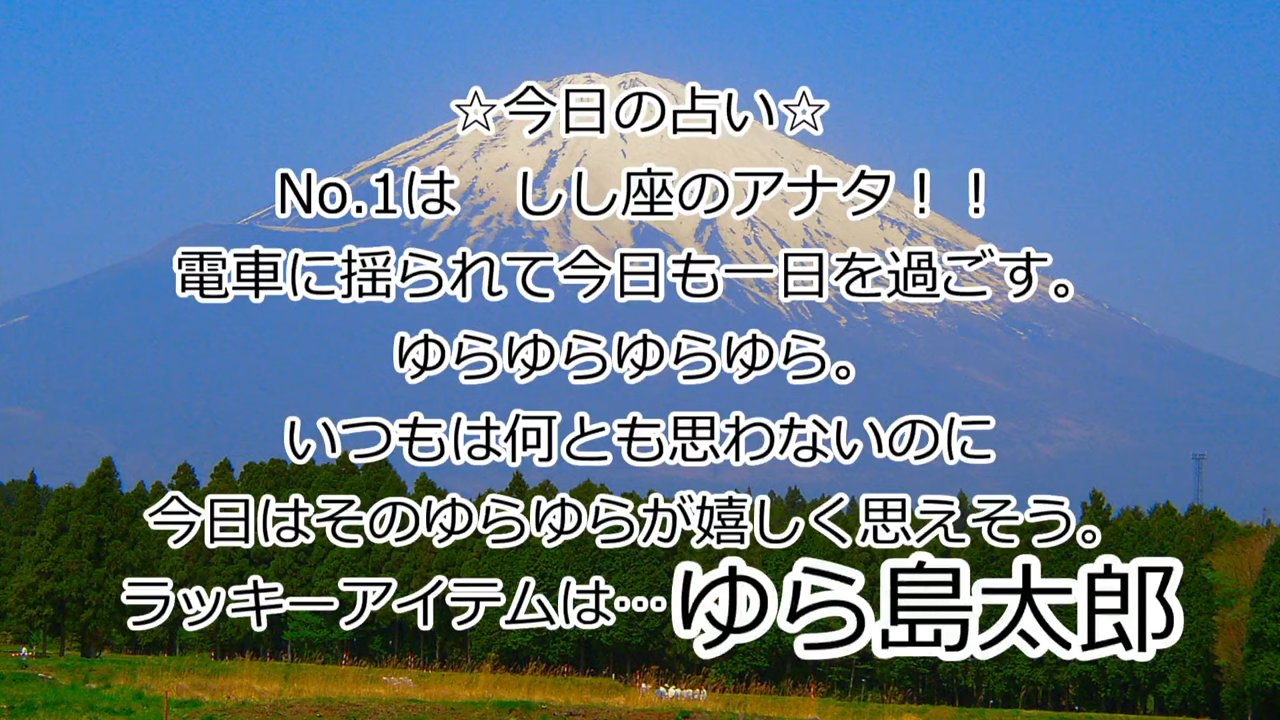 ☆今日の占い☆
No.1は　しし座のアナタ！！
電車に揺られて今日も一日を過ごす。
ゆらゆらゆらゆら。
いつもは何とも思わないのに
今日はそのゆらゆらが嬉しく思えそう。
ラッキーアイテムは…ゆら島太郎